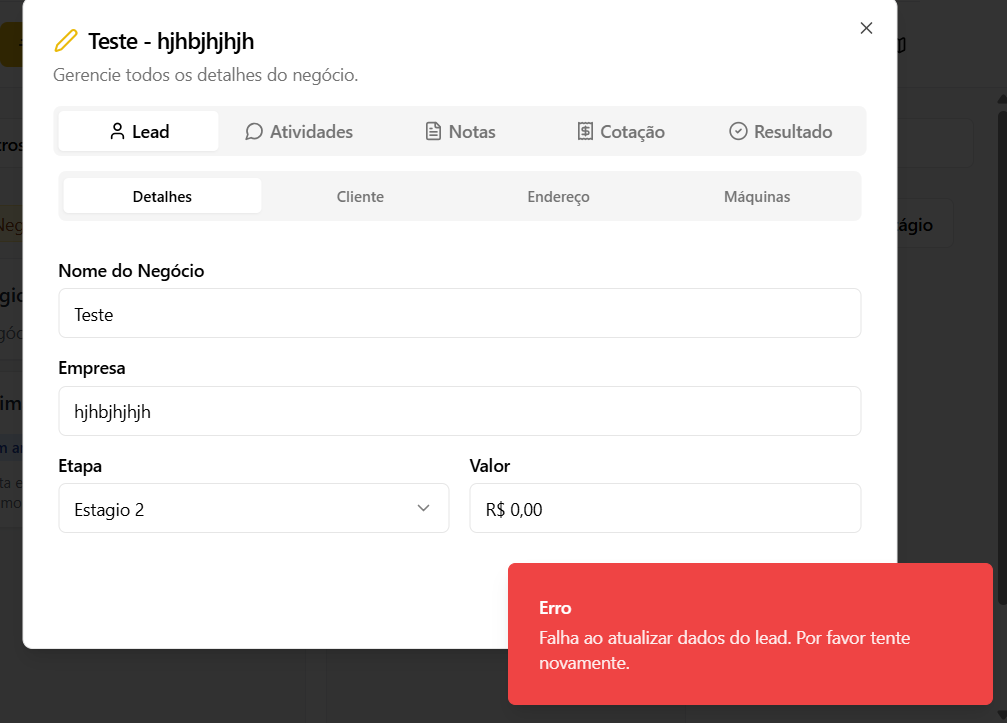 Teste - hjhbjhjhjh
Gerencie todos os detalhes do negócio.
Lead
Atividades
Notas
Cotação
Resultado
Detalhes
Cliente
Endereço
Máquinas
Nome do Negócio
Teste
Empresa
hjhbjhjhjh
Etapa
Valor
Estagio 2
R$ 0,00
Erro
Falha ao atualizar dados do lead. Por favor tente
novamente.